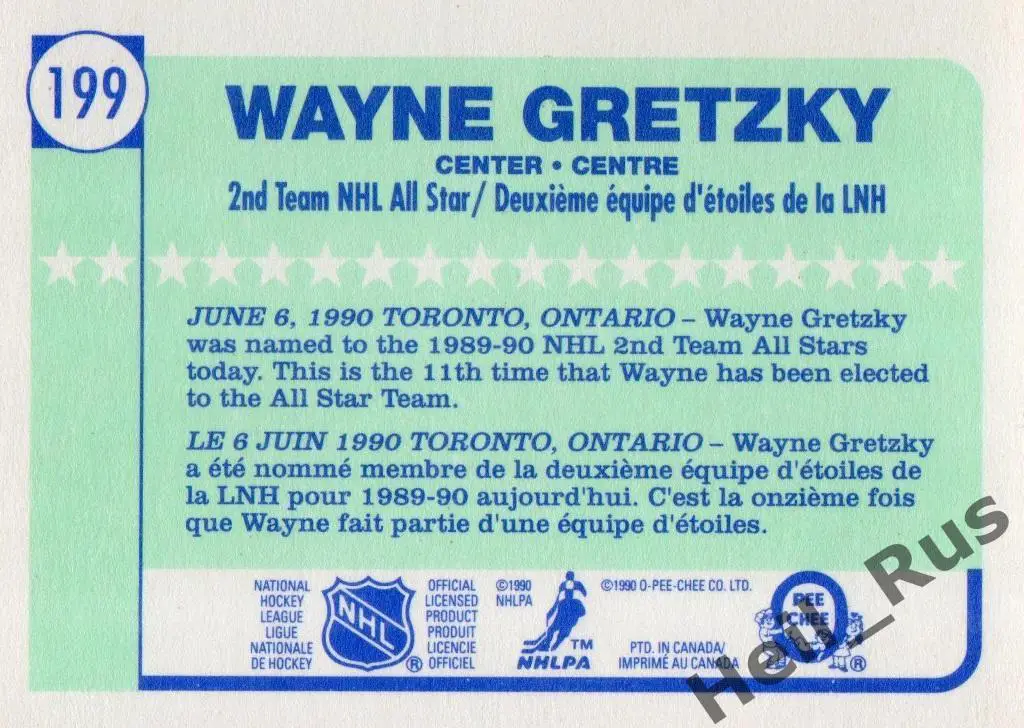 199
WAYNE GRETZKY
CENTER • CENTRE
2nd Team NHL All Star/ Deuxième équipe d'étoiles de la LNH
JUNE 6, 1990 TORONTO, ONTARIO – Wayne Gretzky
was named to the 1989-90 NHL 2nd Team All Stars
today. This is the 11th time that Wayne has been elected
to the All Star Team.
LE 6 JUIN 1990 TORONTO, ONTARIO – Wayne Gretzky
a été nommé membre de la deuxième équipe d'étoiles de
la LNH pour 1989-90 aujourd'hui. C'est la onzième fois
que Wayne fait partie d'une équipe d'étoiles.
NATIONAL
HOCKEY
LEAGUE
LIGUE
NATIONALE
DE HOCKEY
NHL
®
OFFICIAL
LICENSED
PRODUCT
PRODUIT
LICENCIE
OFFICIEL
©1990
NHLPA
TM
NHLPA
©1990 O-PEE-CHEE CO. LTD.
PTD. IN CANADA/
IMPRIMÉ AU CANADA
PEE
CHEE
®
Heil_Rus